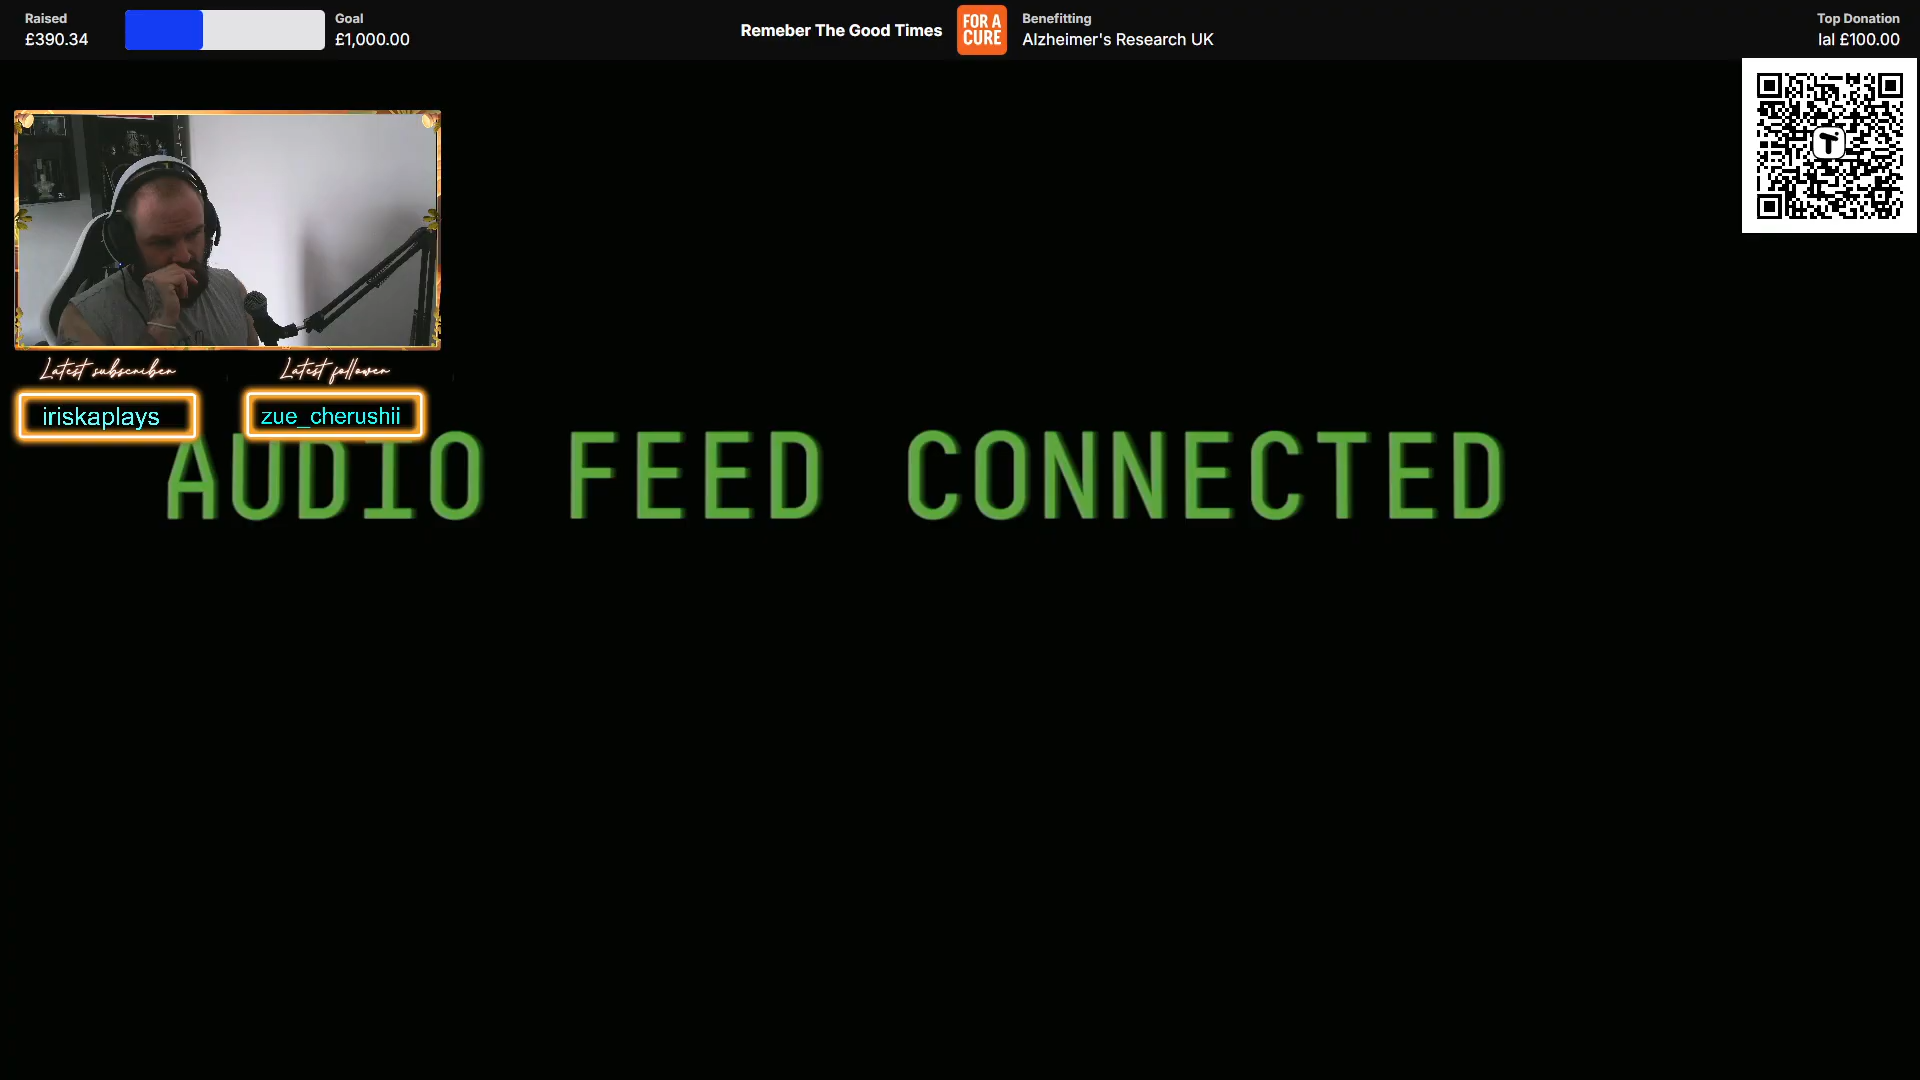 Raised
£390.34
Goal
£1,000.00
Remeber The Good Times
FOR A
CURE
Benefitting
Alzheimer's Research UK
Top Donation
lal £100.00
T
Latest subscriber
Latest follower
iriskaplays
zue_cherushii
AUDIO FEED CONNECTED